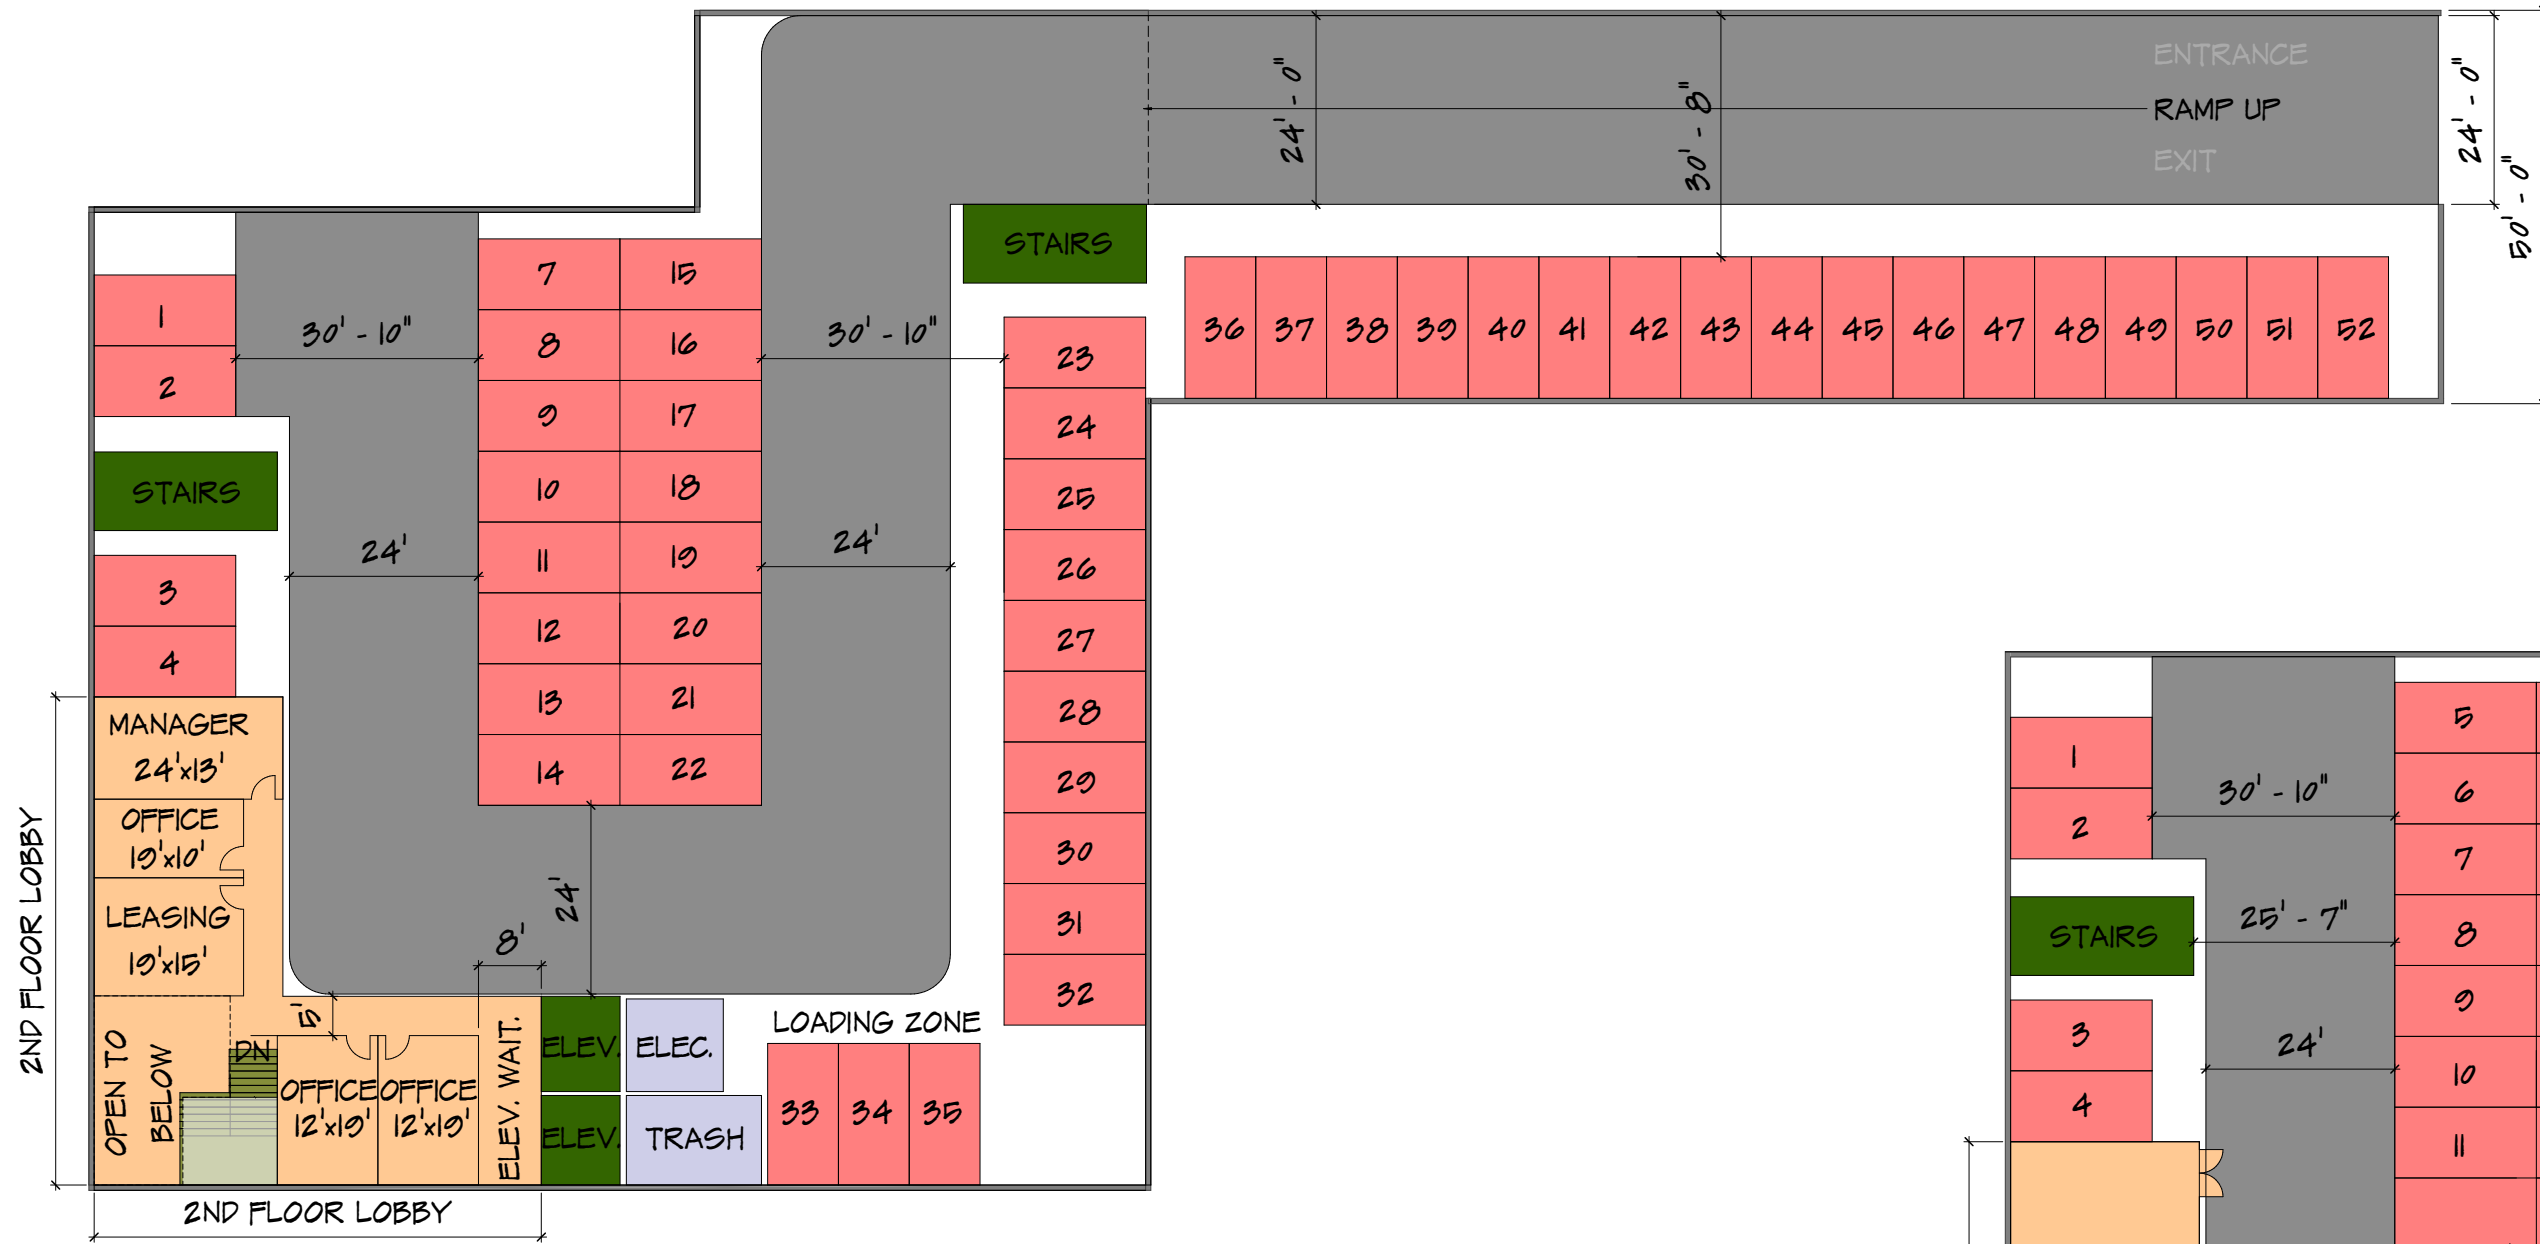 ENTRANCE
RAMP UP
EXIT
24' - 0"
30' - 8"
24' - 0"
50' - 0"
STAIRS
7
15
1
30' - 10"
8
16
30' - 10"
2
9
17
23
24
36
37
38
39
40
41
42
43
44
45
46
47
48
49
50
51
52
STAIRS
10
18
25
24'
11
19
24'
26
3
12
20
27
4
13
21
28
MANAGER
24'x13'
14
22
29
OFFICE
19'x10'
30
LEASING
19'x15'
24'
8'
31
32
5'
2ND FLOOR LOBBY
OPEN TO
BELOW
DN
OFFICE
12'x19'
OFFICE
12'x19'
ELEV. WAIT.
ELEV.
ELEV.
ELEC.
TRASH
LOADING ZONE
33
34
35
2ND FLOOR LOBBY
5
1
30' - 10"
6
2
7
STAIRS
25' - 7"
8
9
3
24'
10
4
11